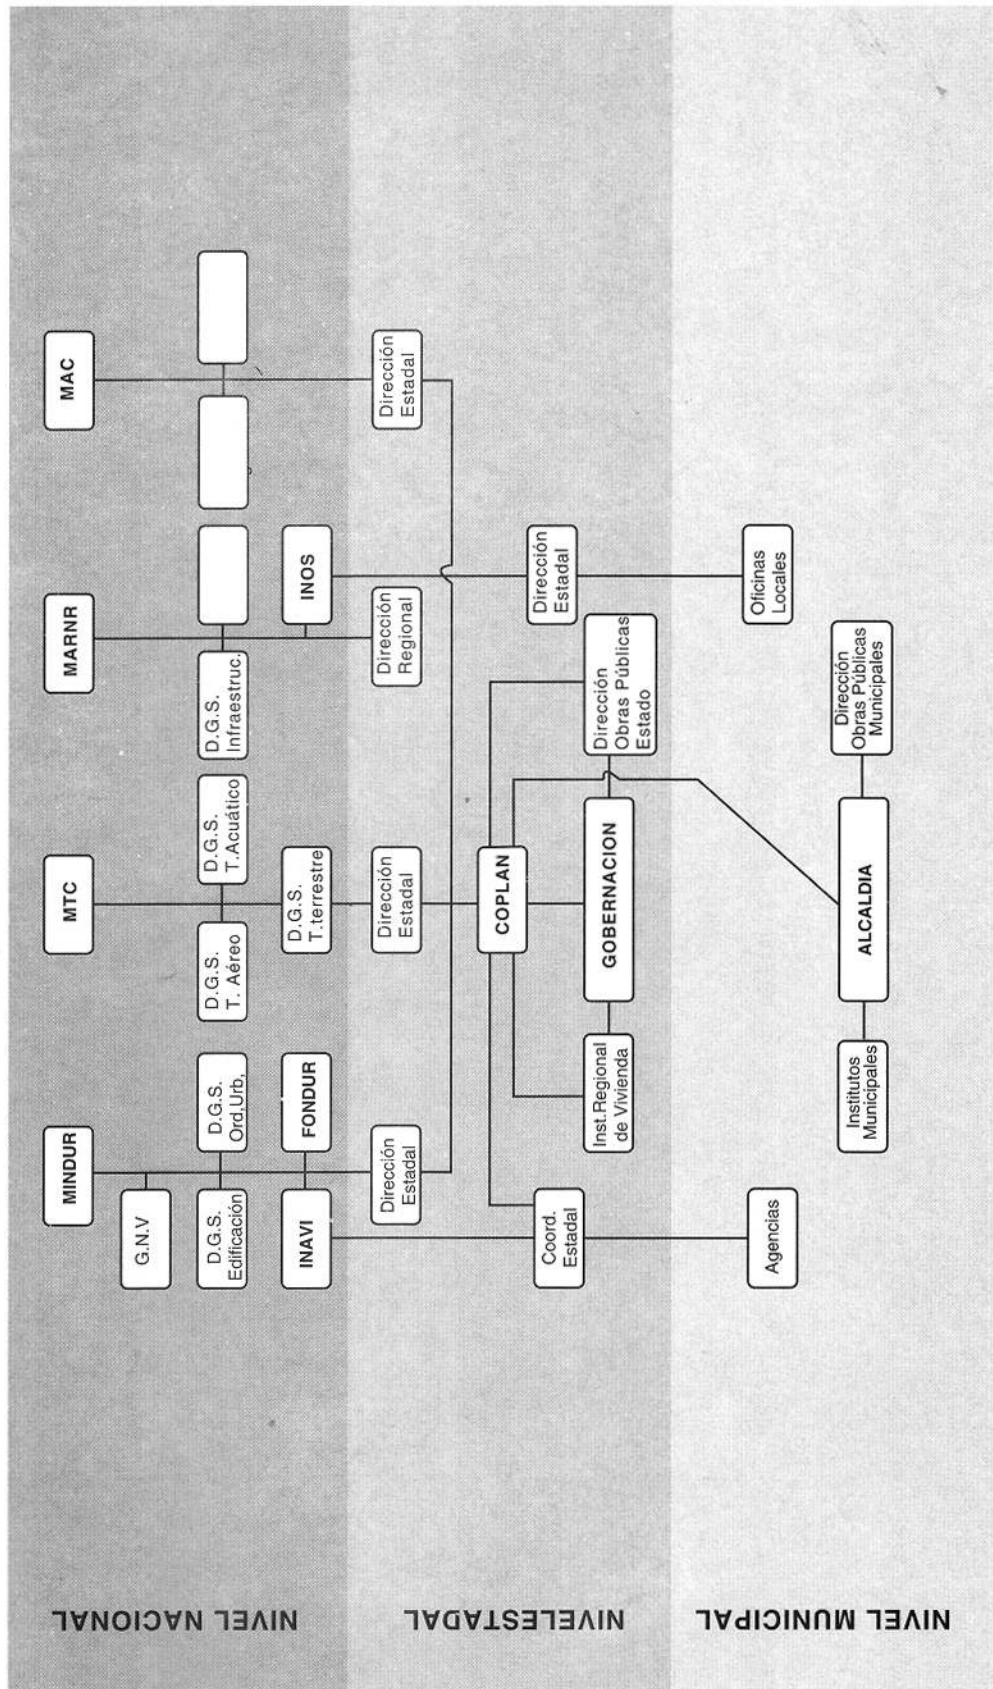 NIVEL NACIONAL
MINDUR
MTC
MARNR
MAC
G.N.V
D.G.S.
Edificación
D.G.S.
Ord,Urb,
D.G.S.
T. Aéreo
D.G.S.
T.Acuático
D.G.S.
Infraestruc.
INAVI
FONDUR
D.G.S.
T.terrestre
INOS
NIVELESTADAL
Dirección
Estadal
Dirección
Estadal
Dirección
Regional
Dirección
Estadal
COPLAN
Coord.
Estadal
Dirección
Estadal
Inst.Regional
de Vivienda
GOBERNACION
Dirección
Obras Públicas
Estado
NIVEL MUNICIPAL
Agencias
Oficinas
Locales
Institutos
Municipales
ALCALDIA
Dirección
Obras Públicas
Municipales